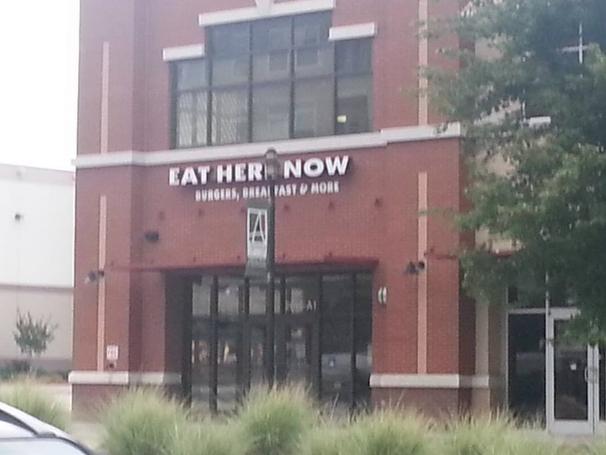 EAT HERE NOW
BURGERS, BREAKFAST & MORE
A